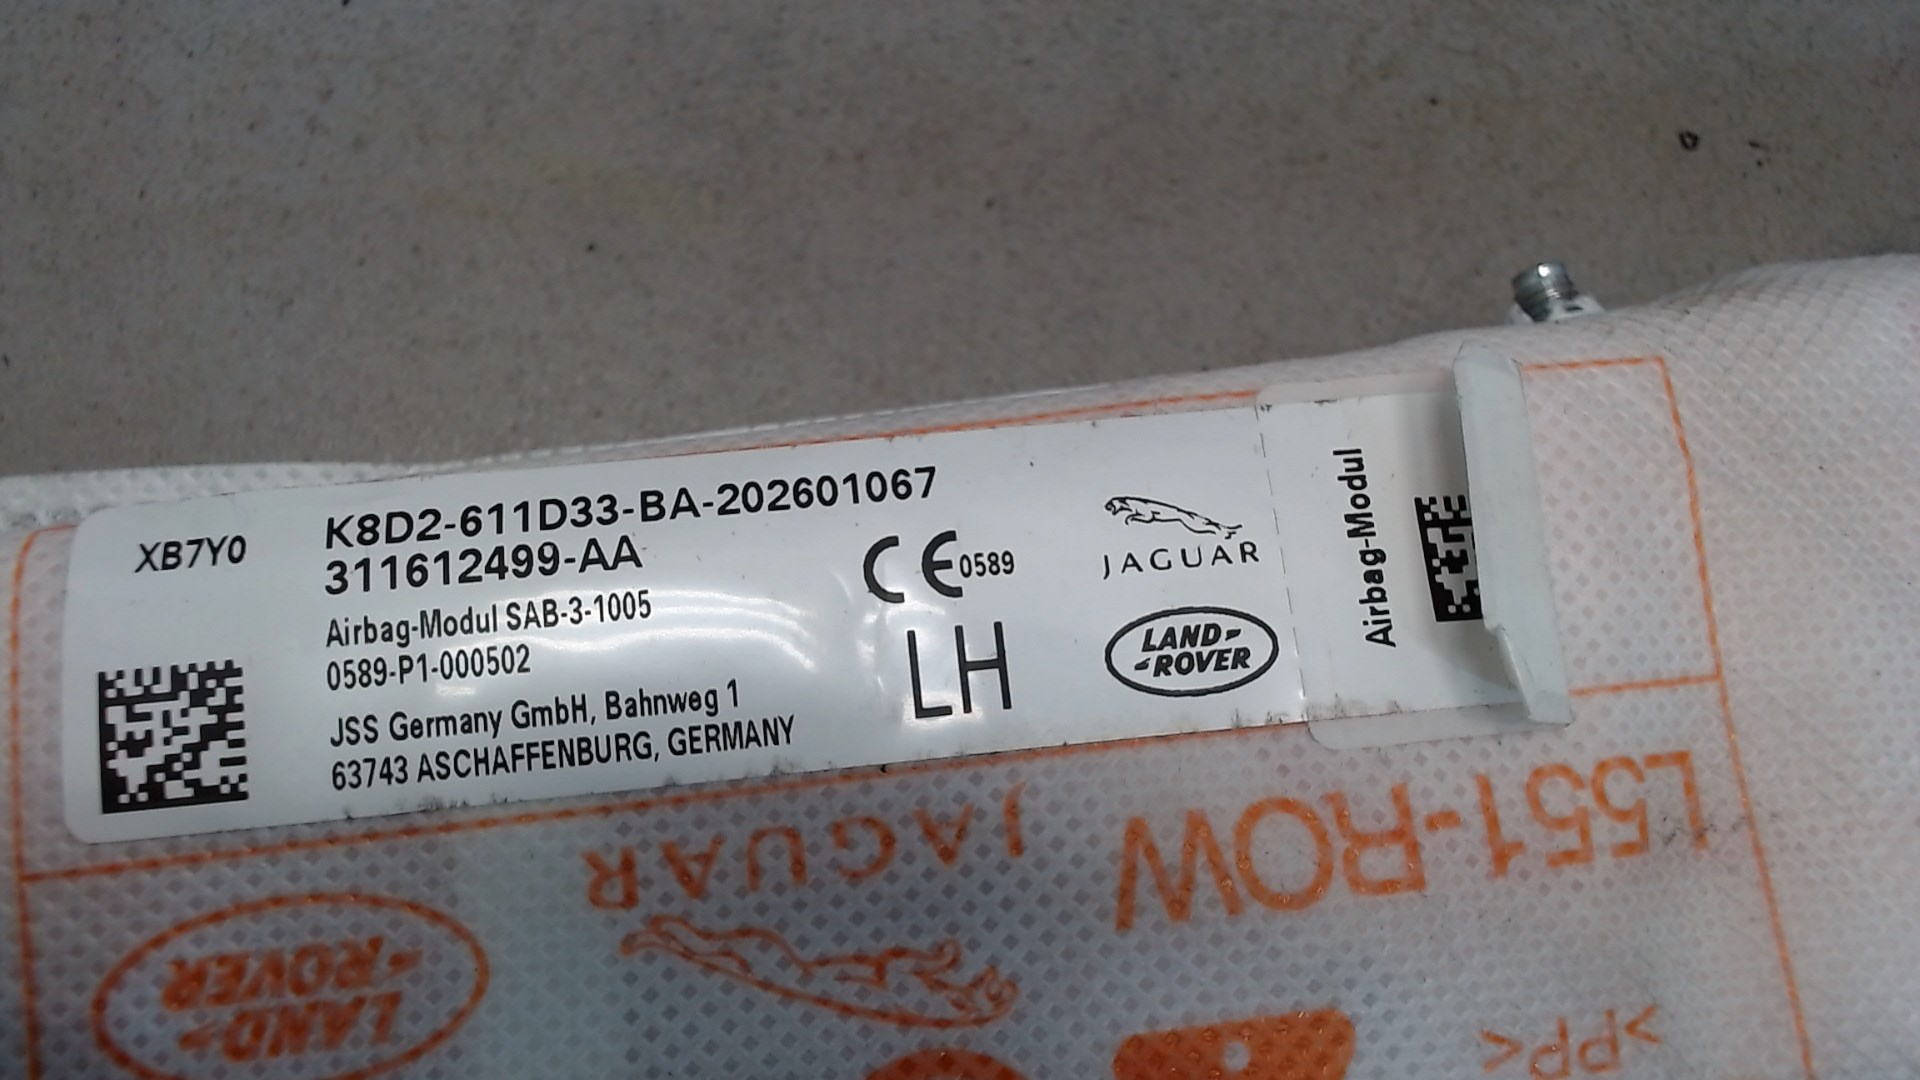 XB7Y0
K8D2-611D33-BA-202601067
311612499-AA
Airbag-Modul SAB-3-1005
0589-P1-000502
JSS Germany GmbH, Bahnweg 1
63743 ASCHAFFENBURG, GERMANY
CE 0589
LH
JAGUAR
LAND-
-ROVER
Airbag-Modul
L551-ROW
JAGUAR
LAND-
-ROVER
>PP<